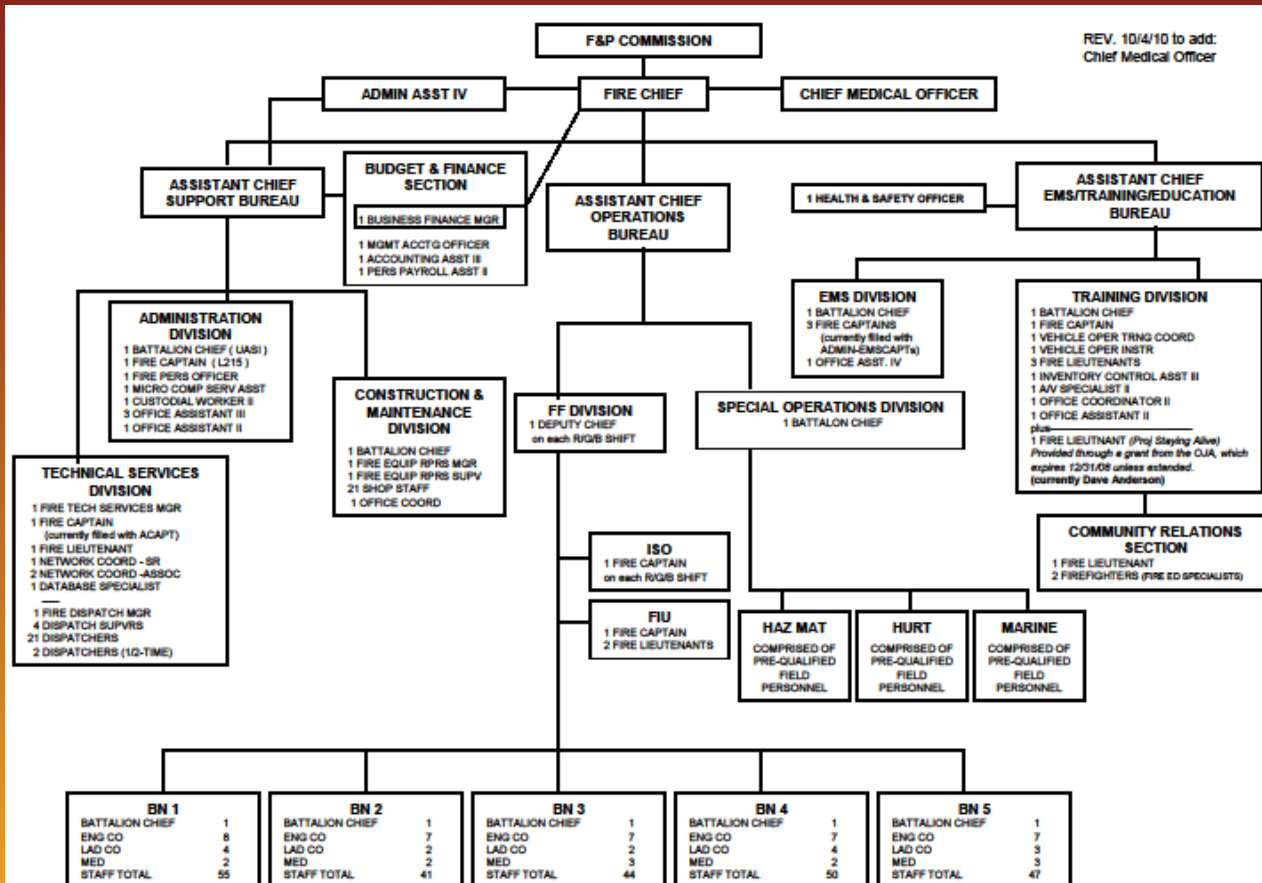 F&P COMMISSION
REV. 10/4/10 to add:
Chief Medical Officer
ADMIN ASST IV
FIRE CHIEF
CHIEF MEDICAL OFFICER
ASSISTANT CHIEF
SUPPORT BUREAU
BUDGET & FINANCE
SECTION
1 BUSINESS FINANCE MGR
1 MGMT ACCTG OFFICER
1 ACCOUNTING ASST III
1 PERS PAYROLL ASST II
ASSISTANT CHIEF
OPERATIONS
BUREAU
1 HEALTH & SAFETY OFFICER
ASSISTANT CHIEF
EMS/TRAINING/EDUCATION
BUREAU
ADMINISTRATION
DIVISION
1 BATTALION CHIEF ( UASI )
1 FIRE CAPTAIN ( L215 )
1 FIRE PERS OFFICER
1 MICRO COMP SERV ASST
1 CUSTODIAL WORKER II
3 OFFICE ASSISTANT III
1 OFFICE ASSISTANT II
CONSTRUCTION &
MAINTENANCE
DIVISION
1 BATTALION CHIEF
1 FIRE EQUIP RPRS MGR
1 FIRE EQUIP RPRS SUPV
21 SHOP STAFF
1 OFFICE COORD
TECHNICAL SERVICES
DIVISION
1 FIRE TECH SERVICES MGR
1 FIRE CAPTAIN
(currently filled with ACAPT)
1 FIRE LIEUTENANT
1 NETWORK COORD - SR
2 NETWORK COORD -ASSOC
1 DATABASE SPECIALIST
1 FIRE DISPATCH MGR
4 DISPATCH SUPVRS
21 DISPATCHERS
2 DISPATCHERS (1/2-TIME)
FF DIVISION
1 DEPUTY CHIEF
on each R/G/B SHIFT
SPECIAL OPERATIONS DIVISION
1 BATTALON CHIEF
EMS DIVISION
1 BATTALION CHIEF
3 FIRE CAPTAINS
(currently filled with
ADMIN-EMSCAPTs)
1 OFFICE ASST. IV
TRAINING DIVISION
1 BATTALION CHIEF
1 FIRE CAPTAIN
1 VEHICLE OPER TRNG COORD
1 VEHICLE OPER INSTR
3 FIRE LIEUTENANTS
1 INVENTORY CONTROL ASST III
1 A/V SPECIALIST II
1 OFFICE COORDINATOR II
1 OFFICE ASSISTANT II
plus
1 FIRE LIEUTNANT (Proj Staying Alive)
Provided through a grant from the OJA, which
expires 12/31/08 unless extended.
(currently Dave Anderson)
COMMUNITY RELATIONS
SECTION
1 FIRE LIEUTENANT
2 FIREFIGHTERS (FIRE ED SPECIALISTS)
ISO
1 FIRE CAPTAIN
on each R/G/B SHIFT
FIU
1 FIRE CAPTAIN
2 FIRE LIEUTENANTS
HAZ MAT
COMPRISED OF
PRE-QUALIFIED
FIELD
PERSONNEL
HURT
COMPRISED OF
PRE-QUALIFIED
FIELD
PERSONNEL
MARINE
COMPRISED OF
PRE-QUALIFIED
FIELD
PERSONNEL
BN 1
BATTALION CHIEF 1
ENG CO 8
LAD CO 4
MED 2
STAFF TOTAL 55
BN 2
BATTALION CHIEF 1
ENG CO 7
LAD CO 2
MED 2
STAFF TOTAL 41
BN 3
BATTALION CHIEF 1
ENG CO 7
LAD CO 2
MED 3
STAFF TOTAL 44
BN 4
BATTALION CHIEF 1
ENG CO 7
LAD CO 4
MED 2
STAFF TOTAL 50
BN 5
BATTALION CHIEF 1
ENG CO 7
LAD CO 3
MED 3
STAFF TOTAL 47